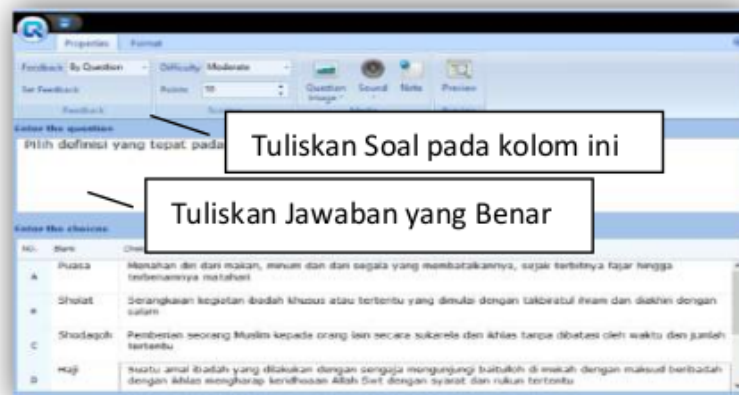 Properties Format
Feedback By Question Difficulty Moderate
Set Feedback Points 10 Question Image Sound Note Preview
Feedback
Enter the question
Pilih definisi yang tepat pada
Tuliskan Soal pada kolom ini
Tuliskan Jawaban yang Benar
Enter the choices
NO. Blank
A Puasa Menahan diri dari makan, minum dan dari segala yang membatalkannya, sejak terbitnya fajar hingga
terbenamnya matahari
B Sholat Serangkaian kegiatan ibadah khusus atau tertentu yang dimulai dengan takbiratul ihram dan diakhiri dengan
salam
C Shodaqoh Pemberian seorang Muslim kepada orang lain secara sukarela dan ikhlas tanpa dibatasi oleh waktu dan jumlah
tertentu
D Haji Suatu amal ibadah yang dilakukan dengan sengaja mengunjungi baitulloh di mekah dengan maksud beribadah
dengan ikhlas mengharap keridhoaan Allah Swt dengan syarat dan rukun tertentu